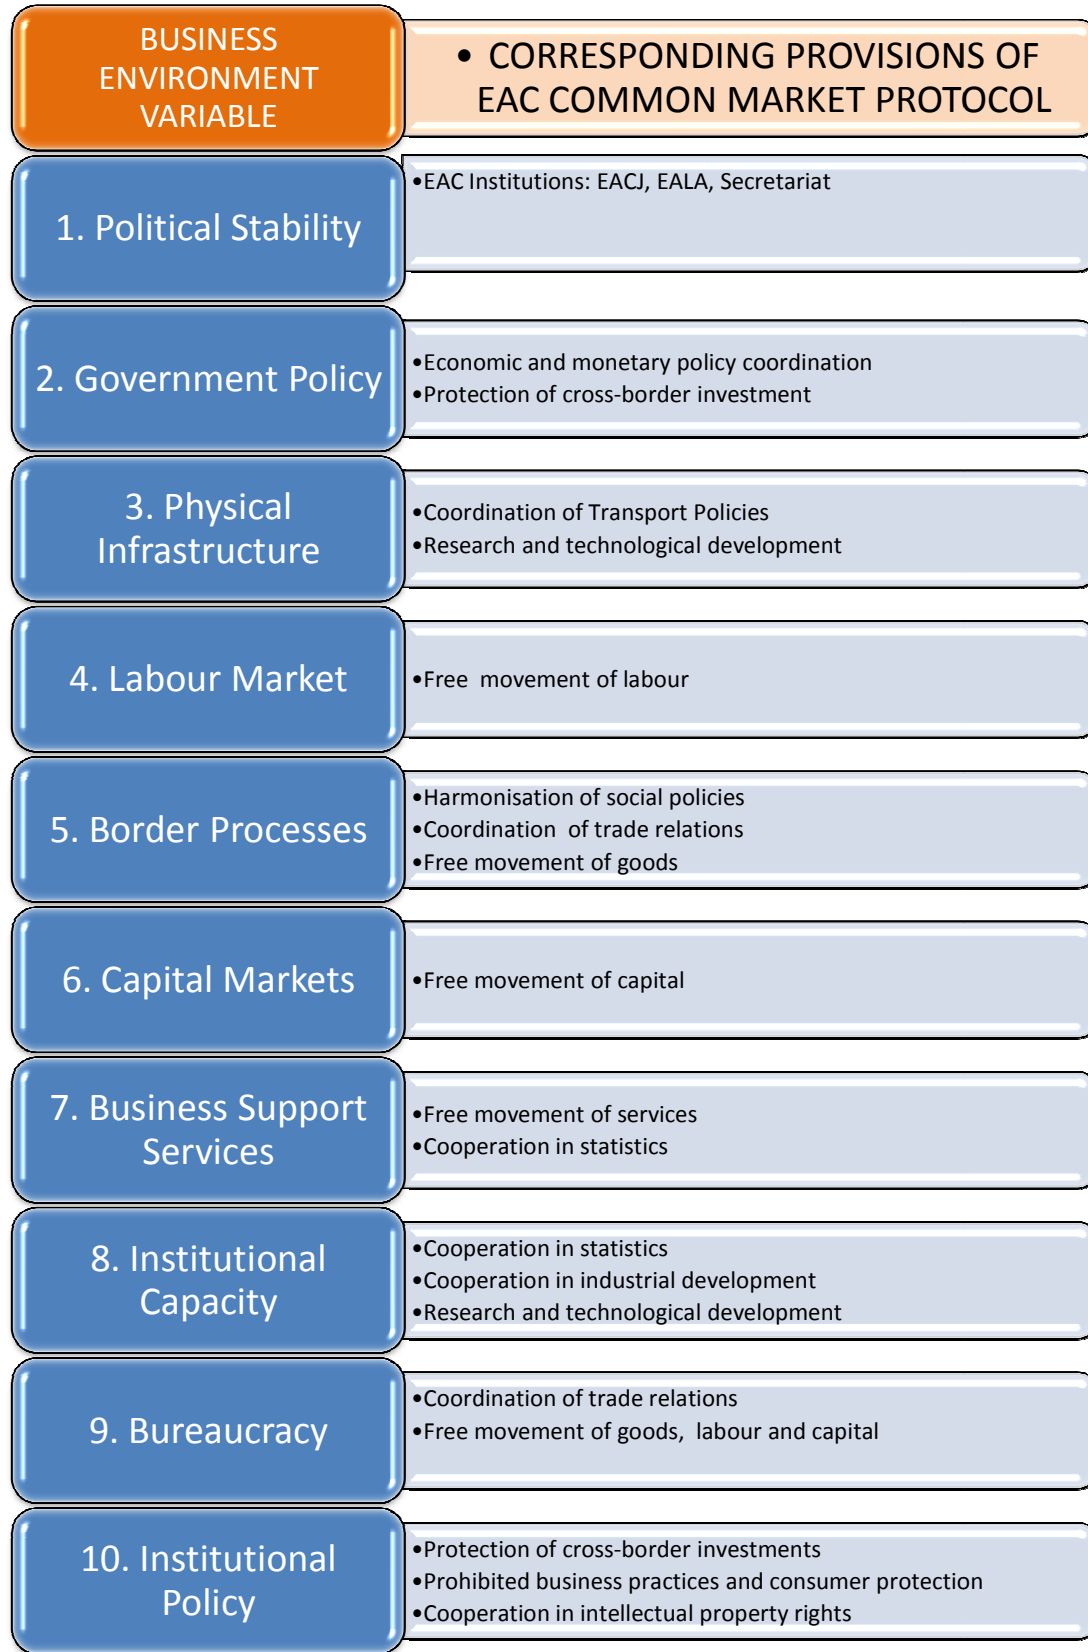 BUSINESS
ENVIRONMENT
VARIABLE
• CORRESPONDING PROVISIONS OF
EAC COMMON MARKET PROTOCOL
1. Political Stability
•EAC Institutions: EACJ, EALA, Secretariat
2. Government Policy
•Economic and monetary policy coordination
•Protection of cross-border investment
3. Physical
Infrastructure
•Coordination of Transport Policies
•Research and technological development
4. Labour Market
•Free movement of labour
5. Border Processes
•Harmonisation of social policies
•Coordination of trade relations
•Free movement of goods
6. Capital Markets
•Free movement of capital
7. Business Support
Services
•Free movement of services
•Cooperation in statistics
8. Institutional
Capacity
•Cooperation in statistics
•Cooperation in industrial development
•Research and technological development
9. Bureaucracy
•Coordination of trade relations
•Free movement of goods, labour and capital
10. Institutional
Policy
•Protection of cross-border investments
•Prohibited business practices and consumer protection
•Cooperation in intellectual property rights